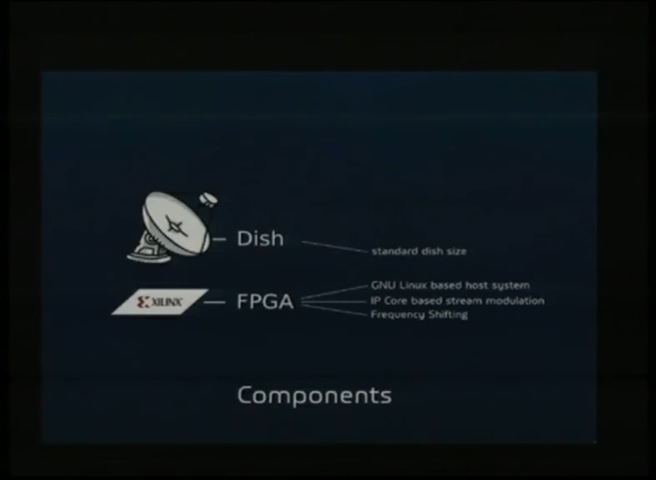 Dish
standard dish size
XILINX
FPGA
GNU Linux based host system
IP Core based stream modulation
Frequency Shifting
Components